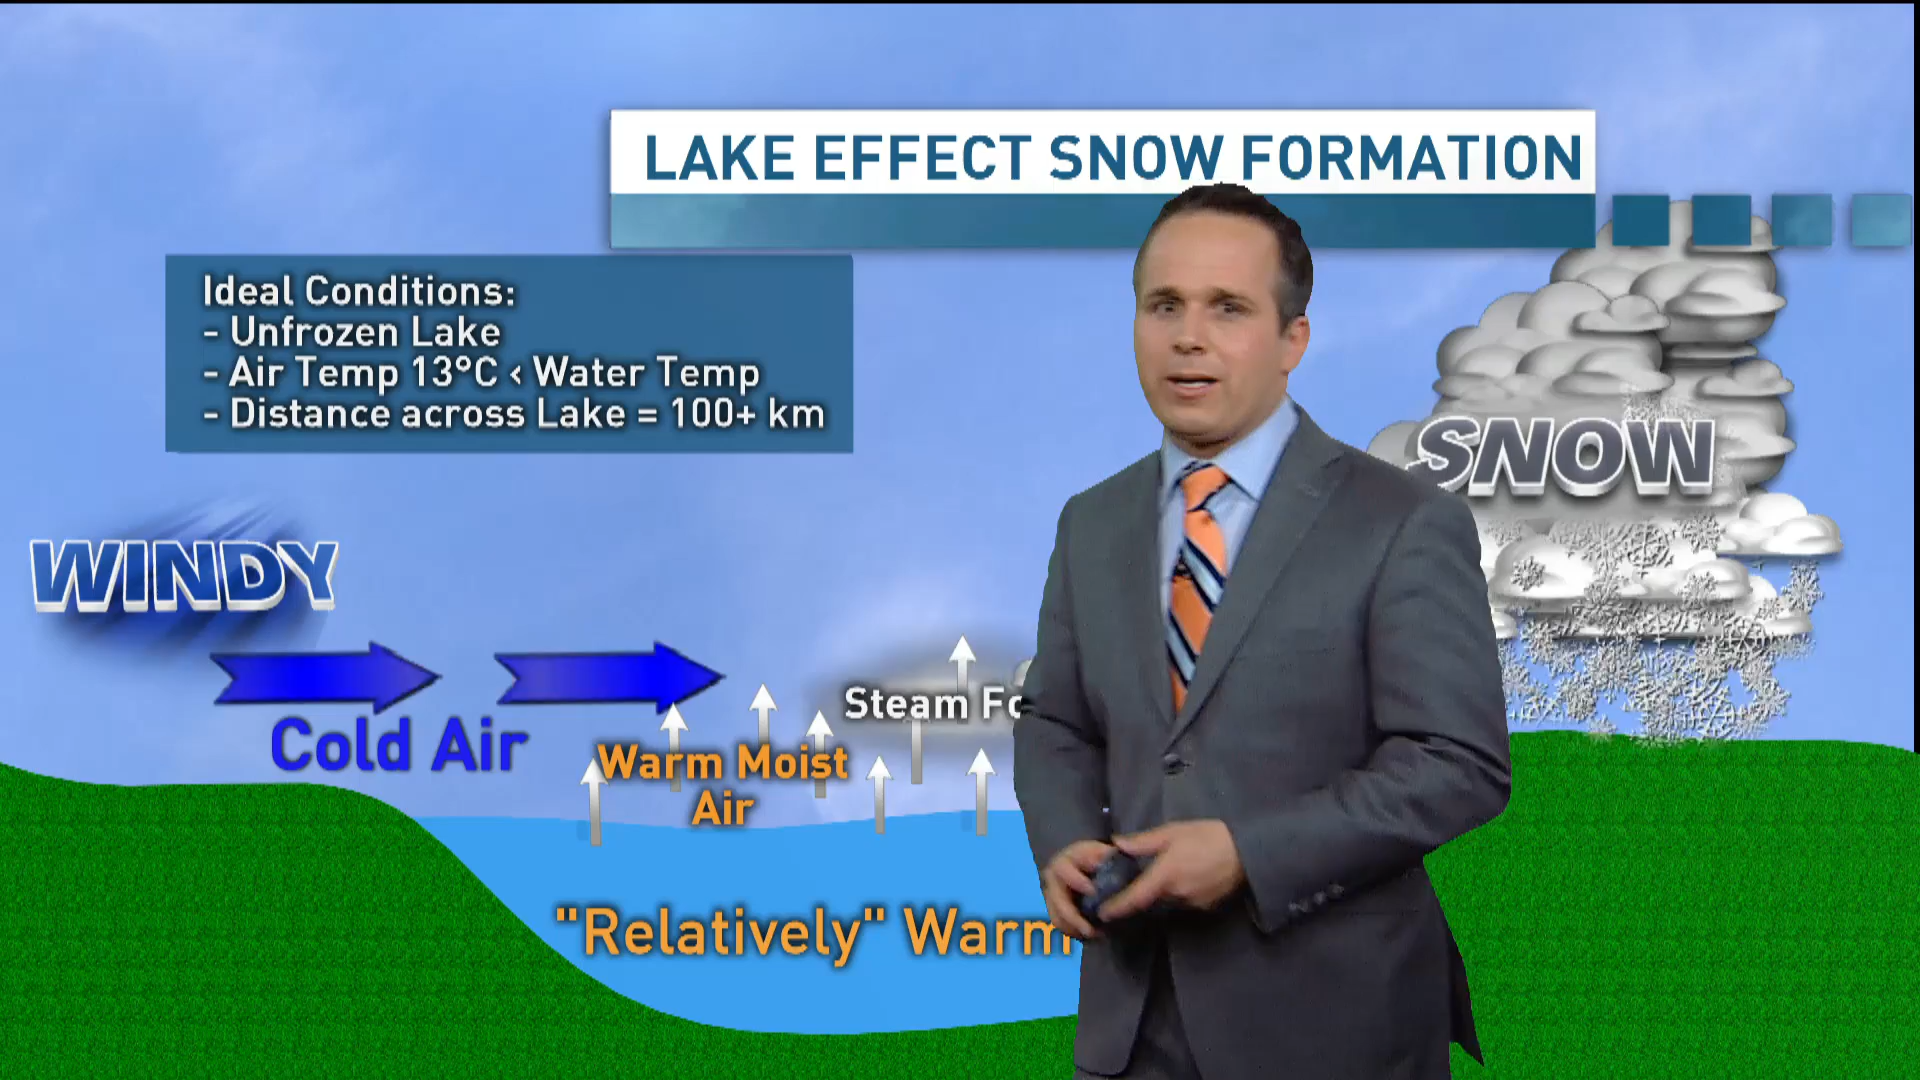 LAKE EFFECT SNOW FORMATION
Ideal Conditions:
- Unfrozen Lake
- Air Temp 13°C < Water Temp
- Distance across Lake = 100+ km
SNOW
WINDY
Steam
Cold Air
Warm Moist
Air
"Relatively" Warm